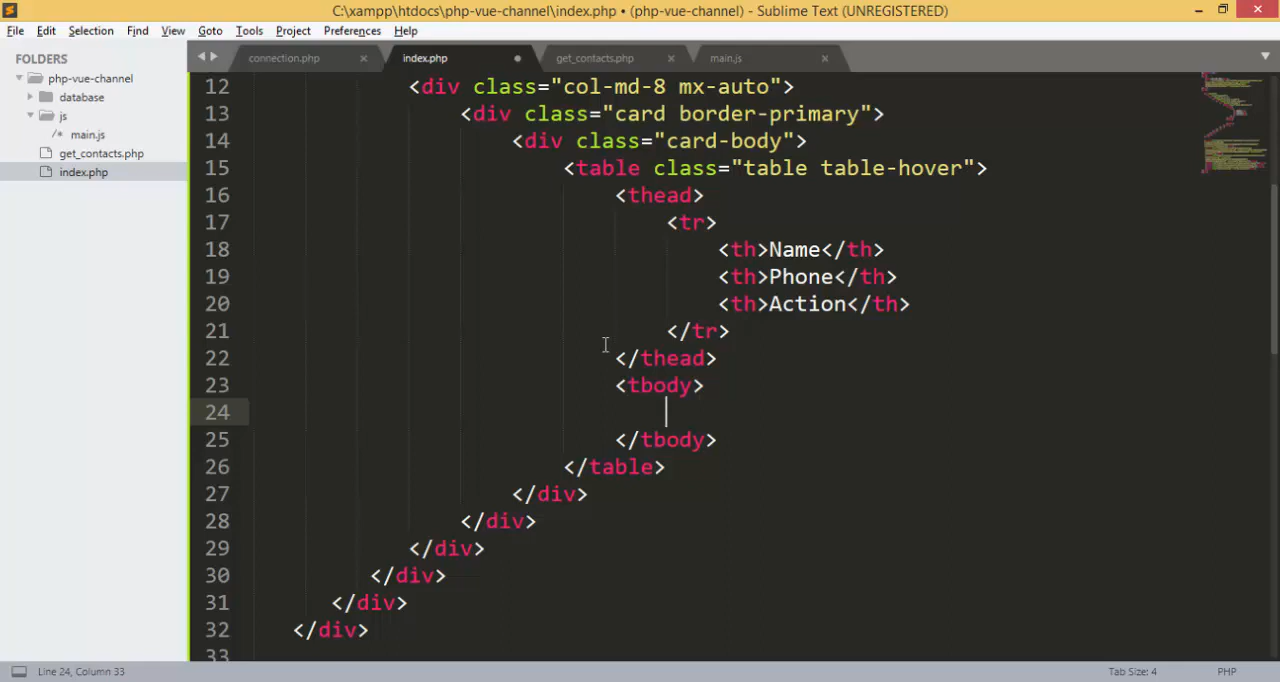 C:\xampp\htdocs\php-vue-channel\index.php • (php-vue-channel) - Sublime Text (UNREGISTERED)
File Edit Selection Find View Goto Tools Project Preferences Help
FOLDERS
php-vue-channel
database
js
/* main.js
get_contacts.php
index.php
connection.php × index.php get_contacts.php × main.js ×
12 <div class="col-md-8 mx-auto">
13 <div class="card border-primary">
14 <div class="card-body">
15 <table class="table table-hover">
16 <thead>
17 <tr>
18 <th>Name</th>
19 <th>Phone</th>
20 <th>Action</th>
21 </tr>
22 </thead>
23 <tbody>
24
25 </tbody>
26 </table>
27 </div>
28 </div>
29 </div>
30 </div>
31 </div>
32 </div>
33
Line 24, Column 33 Tab Size: 4 PHP